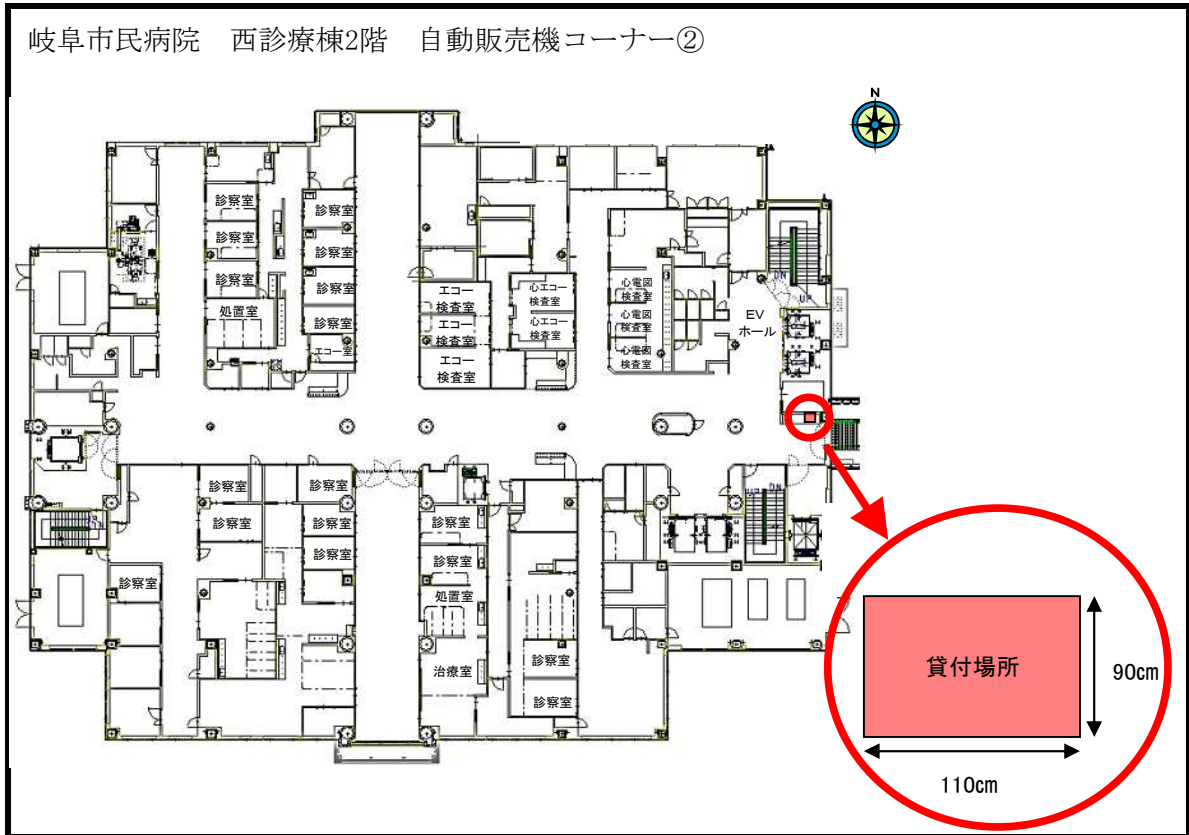 岐阜市民病院　西診療棟2階　自動販売機コーナー②
N
診察室
診察室
診察室
処置室
診察室
診察室
診察室
診察室
エコー室
エコー
検査室
エコー
検査室
エコー
検査室
心エコー
検査室
心エコー
検査室
心電図
検査室
心電図
検査室
心電図
検査室
EV
ホール
DN
UP
診察室
診察室
診察室
診察室
診察室
診察室
診察室
診察室
処置室
治療室
診察室
診察室
DN
貸付場所
90cm
110cm